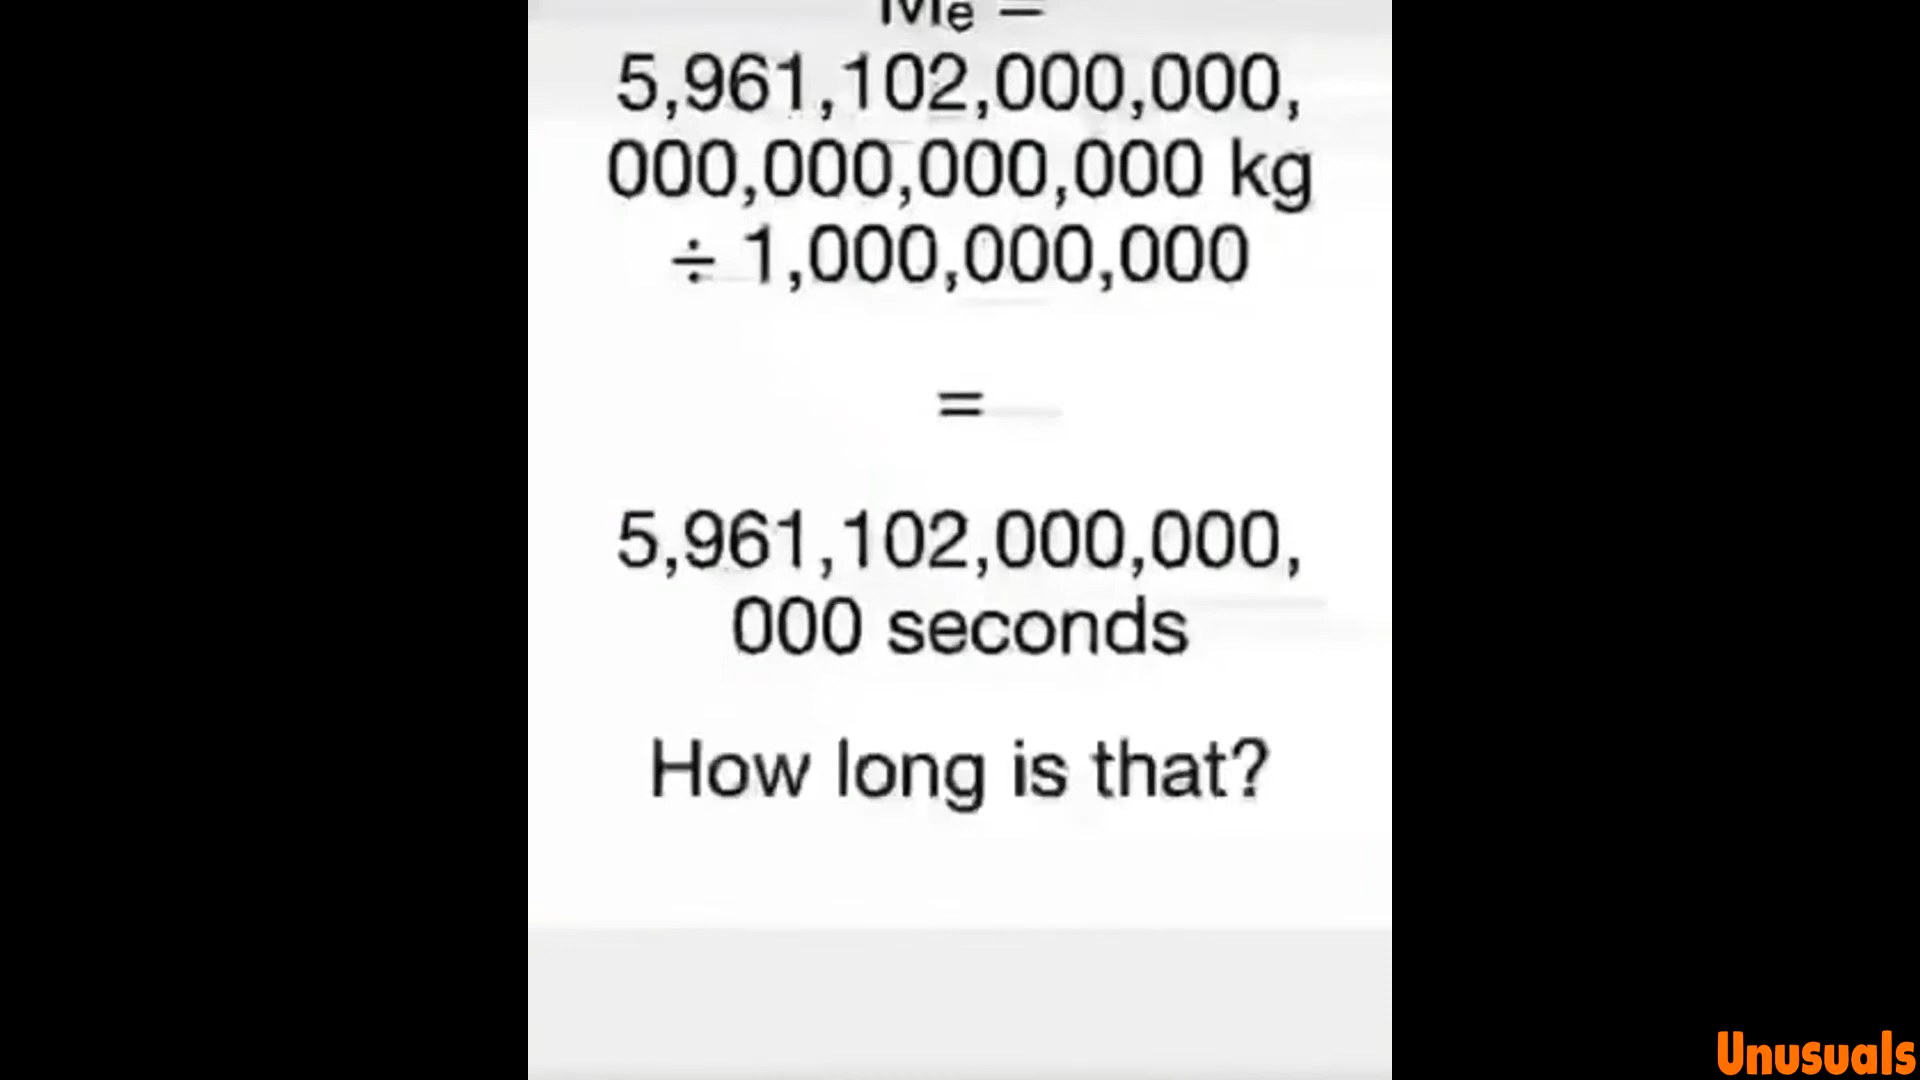 Me =
5,961,102,000,000,
000,000,000,000 kg
÷ 1,000,000,000
=
5,961,102,000,000,
000 seconds
How long is that?
Unusuals